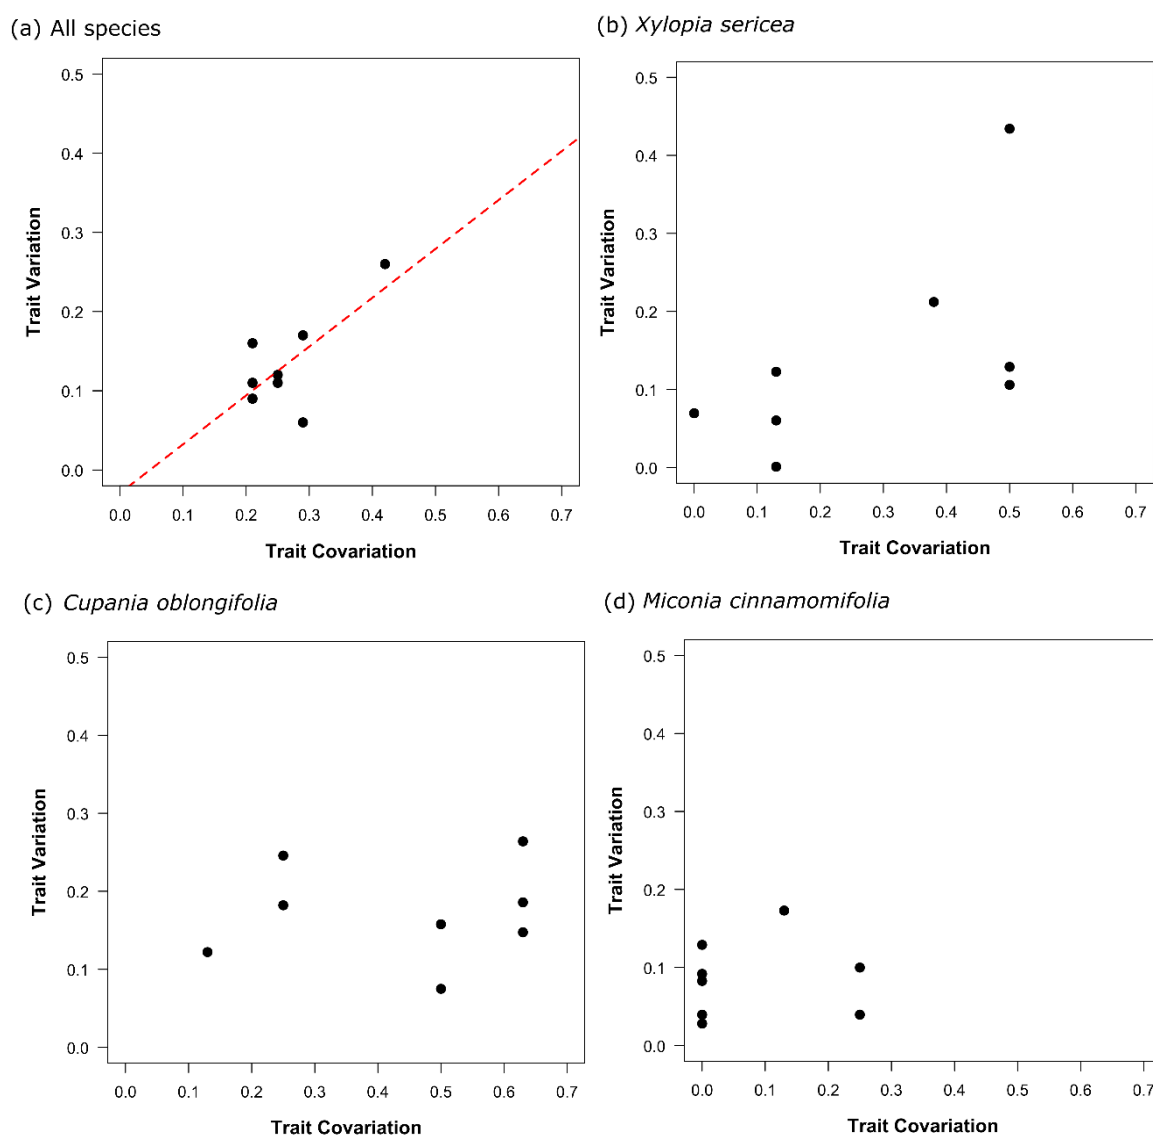 (a) All species
0.5
0.4
0.3
0.2
0.1
0.0
Trait Variation
0.0 0.1 0.2 0.3 0.4 0.5 0.6 0.7
Trait Covariation
(b) Xylopia sericea
0.5
0.4
0.3
0.2
0.1
0.0
Trait Variation
0.0 0.1 0.2 0.3 0.4 0.5 0.6 0.7
Trait Covariation
(c) Cupania oblongifolia
0.5
0.4
0.3
0.2
0.1
0.0
Trait Variation
0.0 0.1 0.2 0.3 0.4 0.5 0.6 0.7
Trait Covariation
(d) Miconia cinnamomifolia
0.5
0.4
0.3
0.2
0.1
0.0
Trait Variation
0.0 0.1 0.2 0.3 0.4 0.5 0.6 0.7
Trait Covariation